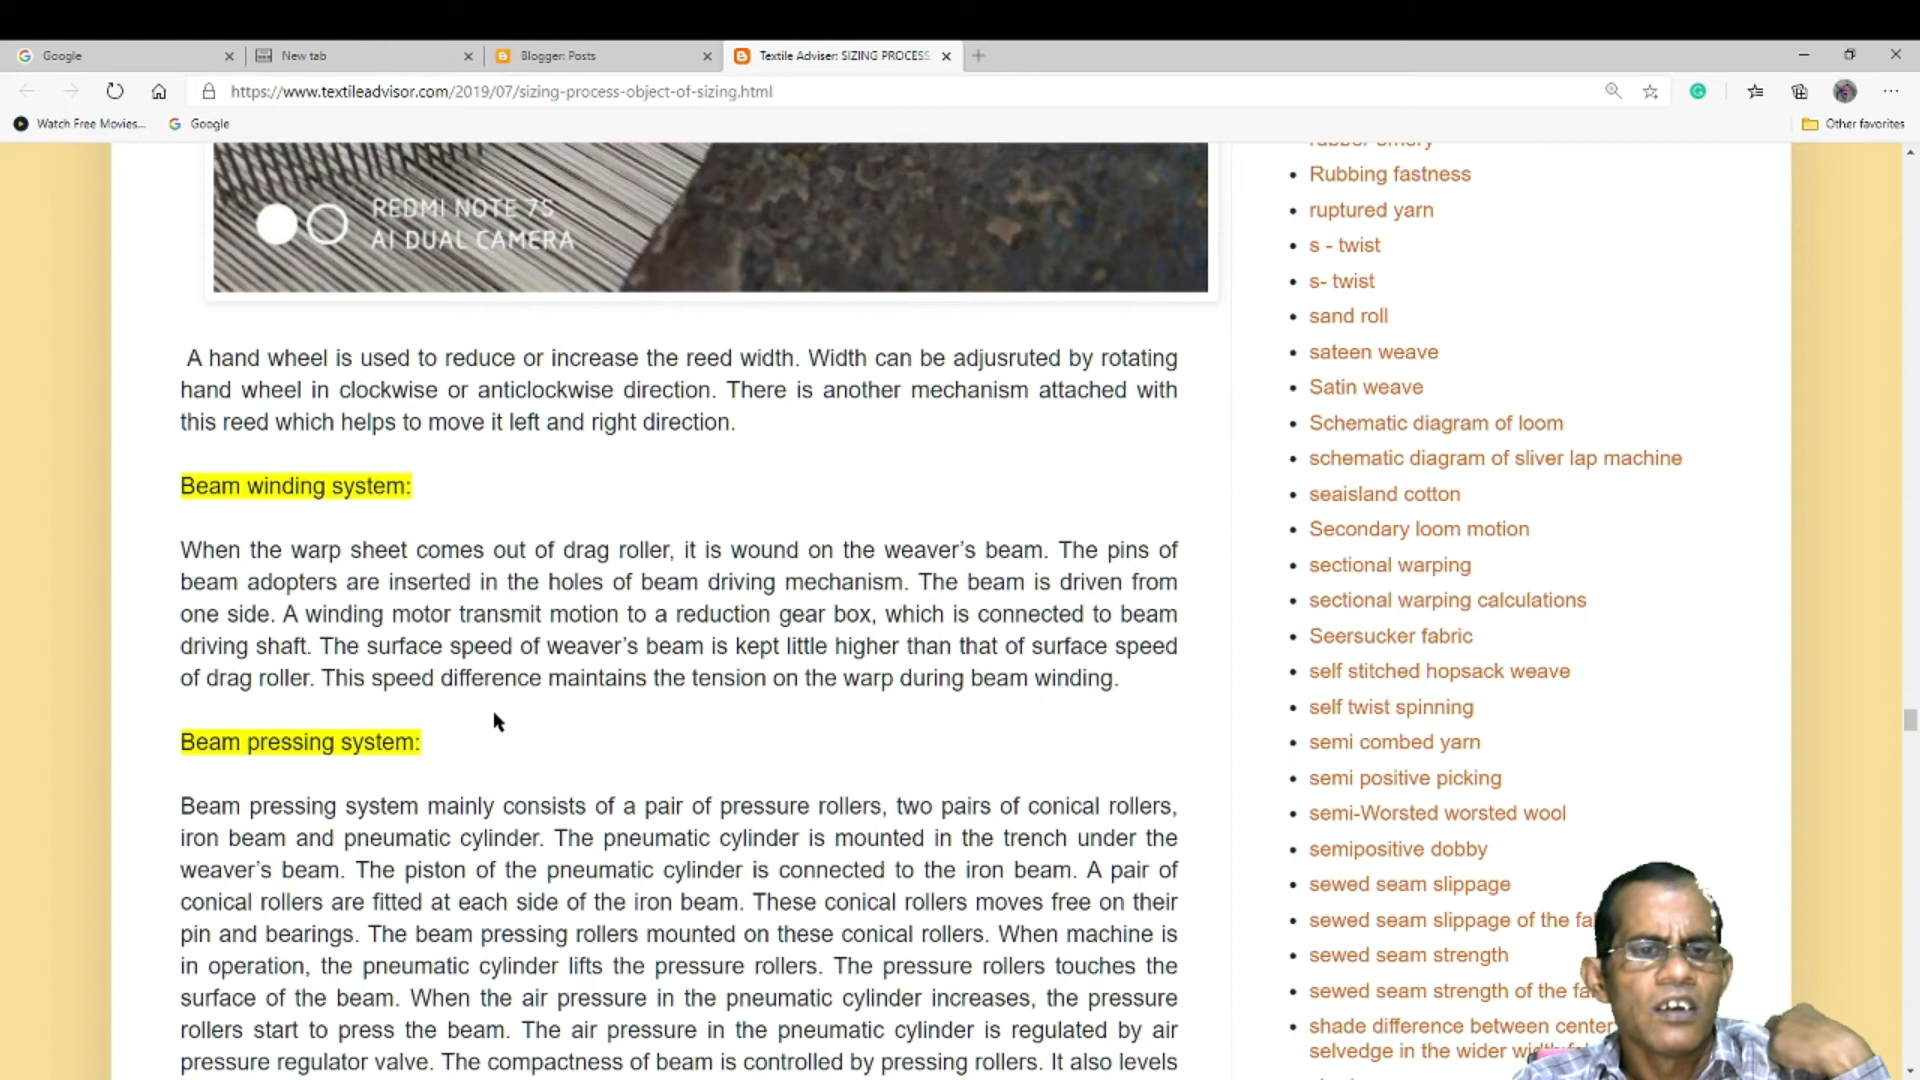 Google
New tab
Blogger: Posts
Textile Adviser: SIZING PROCESS
https://www.textileadvisor.com/2019/07/sizing-process-object-of-sizing.html
Watch Free Movies...
Google
Other favorites
REDMI NOTE 7S
AI DUAL CAMERA
A hand wheel is used to reduce or increase the reed width. Width can be adjusruted by rotating
hand wheel in clockwise or anticlockwise direction. There is another mechanism attached with
this reed which helps to move it left and right direction.
Beam winding system:
When the warp sheet comes out of drag roller, it is wound on the weaver's beam. The pins of
beam adopters are inserted in the holes of beam driving mechanism. The beam is driven from
one side. A winding motor transmit motion to a reduction gear box, which is connected to beam
driving shaft. The surface speed of weaver's beam is kept little higher than that of surface speed
of drag roller. This speed difference maintains the tension on the warp during beam winding.
Beam pressing system:
Beam pressing system mainly consists of a pair of pressure rollers, two pairs of conical rollers,
iron beam and pneumatic cylinder. The pneumatic cylinder is mounted in the trench under the
weaver's beam. The piston of the pneumatic cylinder is connected to the iron beam. A pair of
conical rollers are fitted at each side of the iron beam. These conical rollers moves free on their
pin and bearings. The beam pressing rollers mounted on these conical rollers. When machine is
in operation, the pneumatic cylinder lifts the pressure rollers. The pressure rollers touches the
surface of the beam. When the air pressure in the pneumatic cylinder increases, the pressure
rollers start to press the beam. The air pressure in the pneumatic cylinder is regulated by air
pressure regulator valve. The compactness of beam is controlled by pressing rollers. It also levels
Rubbing fastness
ruptured yarn
s - twist
s- twist
sand roll
sateen weave
Satin weave
Schematic diagram of loom
schematic diagram of sliver lap machine
seaisland cotton
Secondary loom motion
sectional warping
sectional warping calculations
Seersucker fabric
self stitched hopsack weave
self twist spinning
semi combed yarn
semi positive picking
semi-Worsted worsted wool
semipositive dobby
sewed seam slippage
sewed seam slippage of the fa
sewed seam strength
sewed seam strength of the fa
shade difference between center
selvedge in the wider